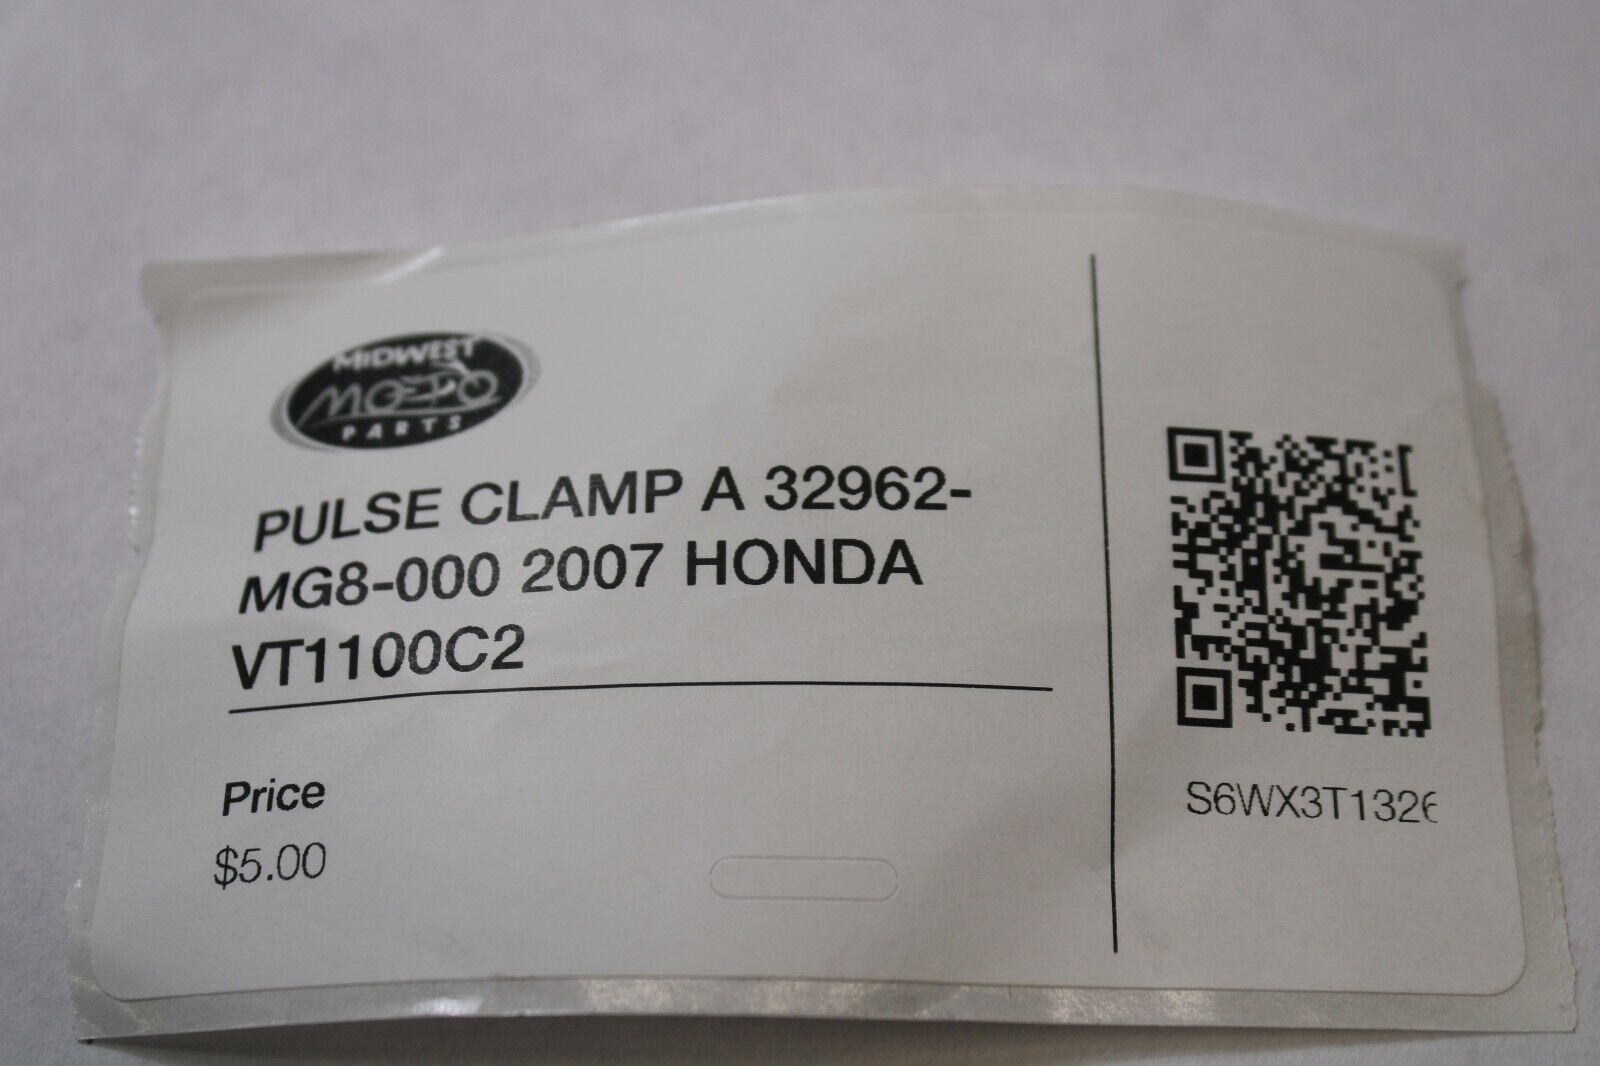 MIDWEST
MOTO
PARTS
PULSE CLAMP A 32962-
MG8-000 2007 HONDA
VT1100C2
Price
$5.00
S6WX3T1326